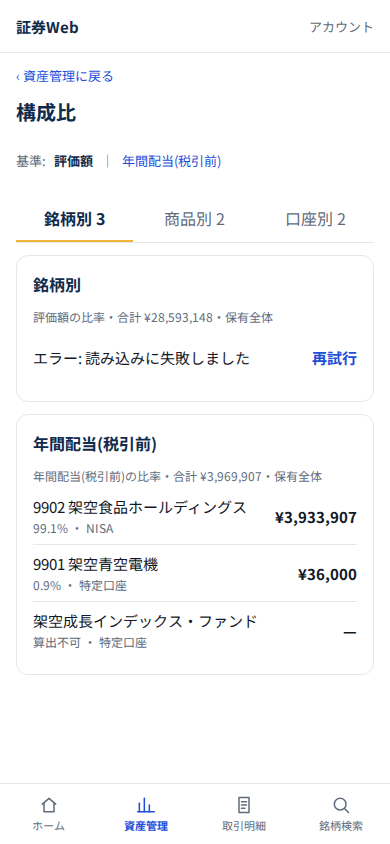 証券Web
アカウント
‹ 資産管理に戻る
構成比
基準: 評価額 | 年間配当(税引前)
銘柄別 3 商品別 2 口座別 2
銘柄別
評価額の比率・合計 ¥28,593,148・保有全体
エラー: 読み込みに失敗しました 再試行
年間配当(税引前)
年間配当(税引前)の比率・合計 ¥3,969,907・保有全体
9902 架空食品ホールディングス ¥3,933,907
99.1% ・ NISA
9901 架空青空電機 ¥36,000
0.9% ・ 特定口座
架空成長インデックス・ファンド —
算出不可 ・ 特定口座
ホーム 資産管理 取引明細 銘柄検索